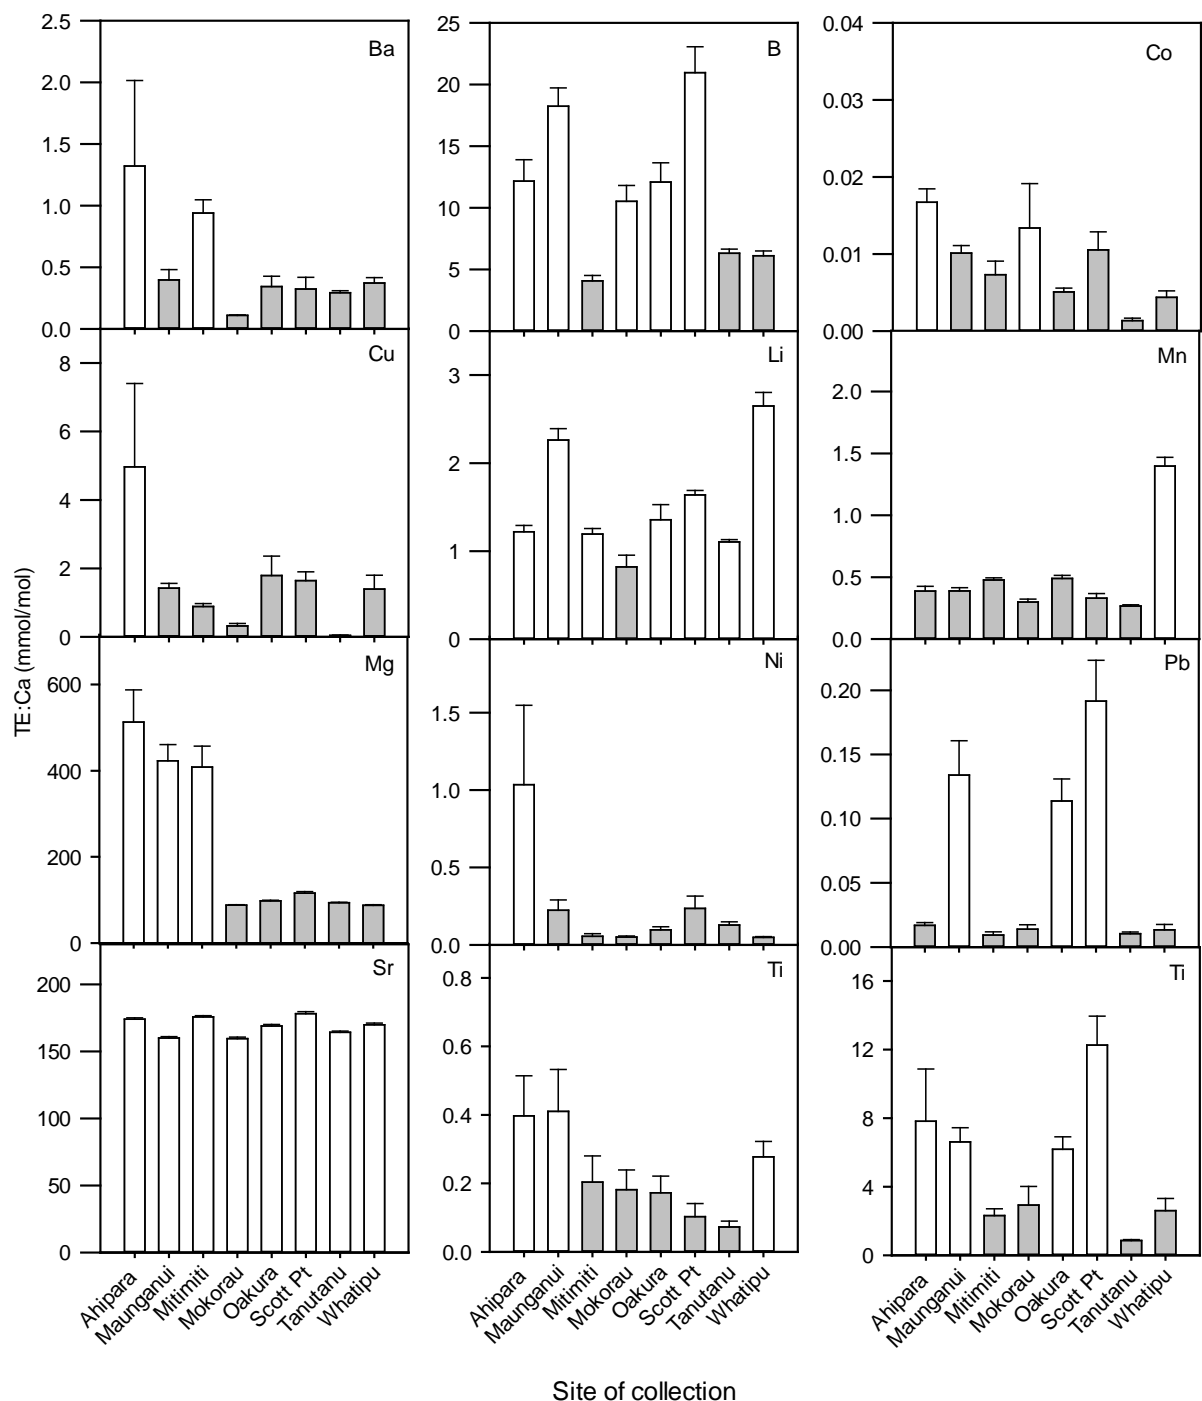 Ba
2.5
2.0
1.5
1.0
0.5
0.0
B
25
20
15
10
5
0
Co
0.04
0.03
0.02
0.01
0.00
Cu
8
6
4
2
0
Li
3
2
1
0
Mn
2.0
1.5
1.0
0.5
0.0
Mg
600
400
200
0
Ni
1.5
1.0
0.5
0.0
Pb
0.20
0.15
0.10
0.05
0.00
Sr
200
150
100
50
0
Ti
0.8
0.6
0.4
0.2
0.0
Ti
16
12
8
4
0
TE:Ca (mmol/mol)
Ahipara
Maunganui
Mitimiti
Mokorau
Oakura
Scott Pt
Tanutanu
Whatipu
Ahipara
Maunganui
Mitimiti
Mokorau
Oakura
Scott Pt
Tanutanu
Whatipu
Ahipara
Maunganui
Mitimiti
Mokorau
Oakura
Scott Pt
Tanutanu
Whatipu
Site of collection